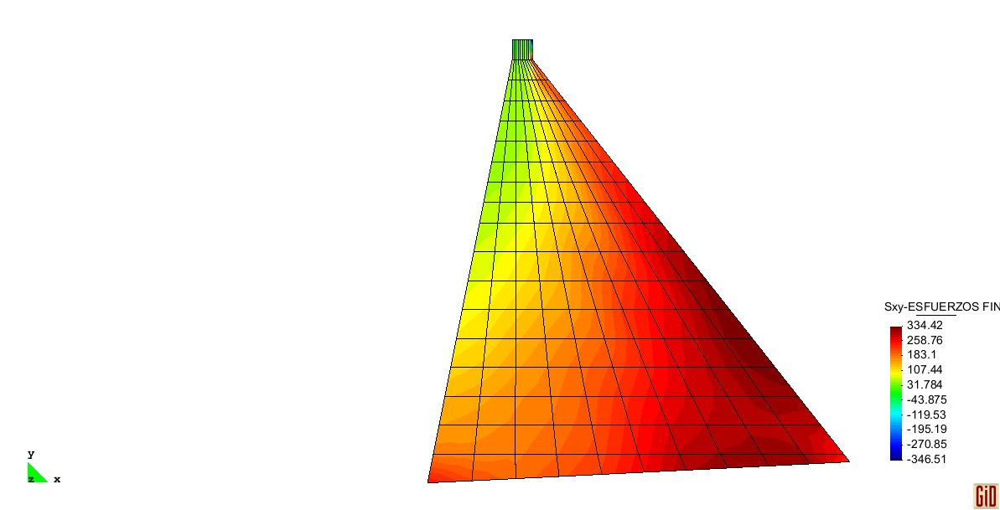 Sxy-ESFUERZOS FIN
334.42
258.76
183.1
107.44
31.784
-43.875
-119.53
-195.19
-270.85
-346.51
y
z x
GiD